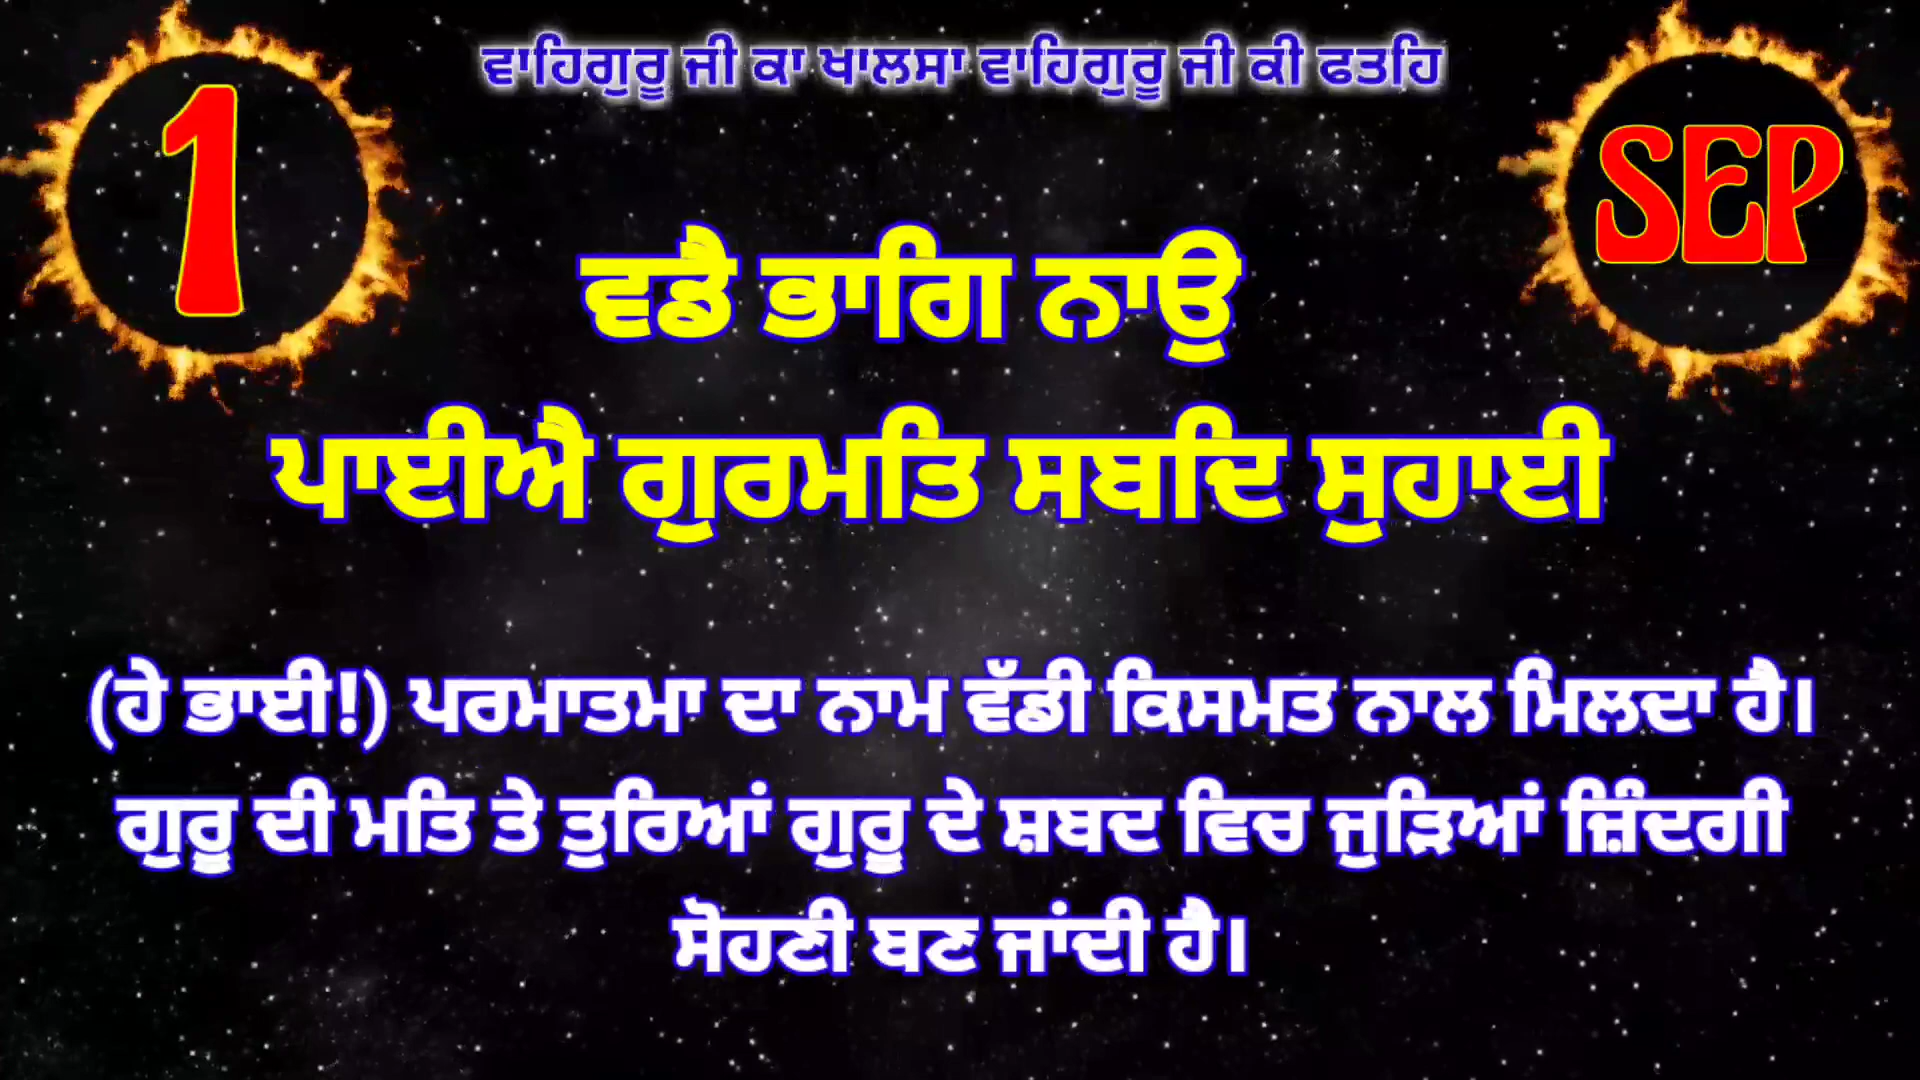 ਵਾਹਿਗੁਰੂ ਜੀ ਕਾ ਖਾਲਸਾ ਵਾਹਿਗੁਰੂ ਜੀ ਕੀ ਫਤਹਿ
1
SEP
ਵਡੈ ਭਾਗਿ ਨਾਉ
ਪਾਈਐ ਗੁਰਮਤਿ ਸਬਦਿ ਸੁਹਾਈ
(ਹੇ ਭਾਈ!) ਪਰਮਾਤਮਾ ਦਾ ਨਾਮ ਵੱਡੀ ਕਿਸਮਤ ਨਾਲ ਮਿਲਦਾ ਹੈ।
ਗੁਰੂ ਦੀ ਮਤਿ ਤੇ ਤੁਰਿਆਂ ਗੁਰੂ ਦੇ ਸ਼ਬਦ ਵਿਚ ਜੁੜਿਆਂ ਜ਼ਿੰਦਗੀ
ਸੋਹਣੀ ਬਣ ਜਾਂਦੀ ਹੈ।